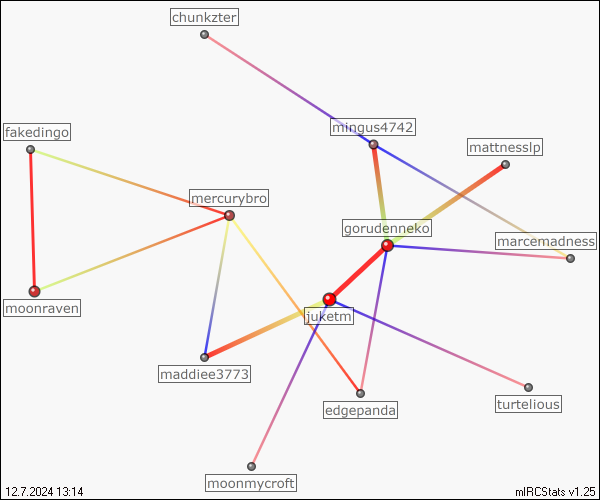 chunkzter
mingus4742
fakedingo
mattnesslp
mercurybro
gorudenneko
marcemadness
moonraven
juketm
maddiee3773
edgepanda
turtelious
moonmycroft
12.7.2024 13:14
mIRCStats v1.25